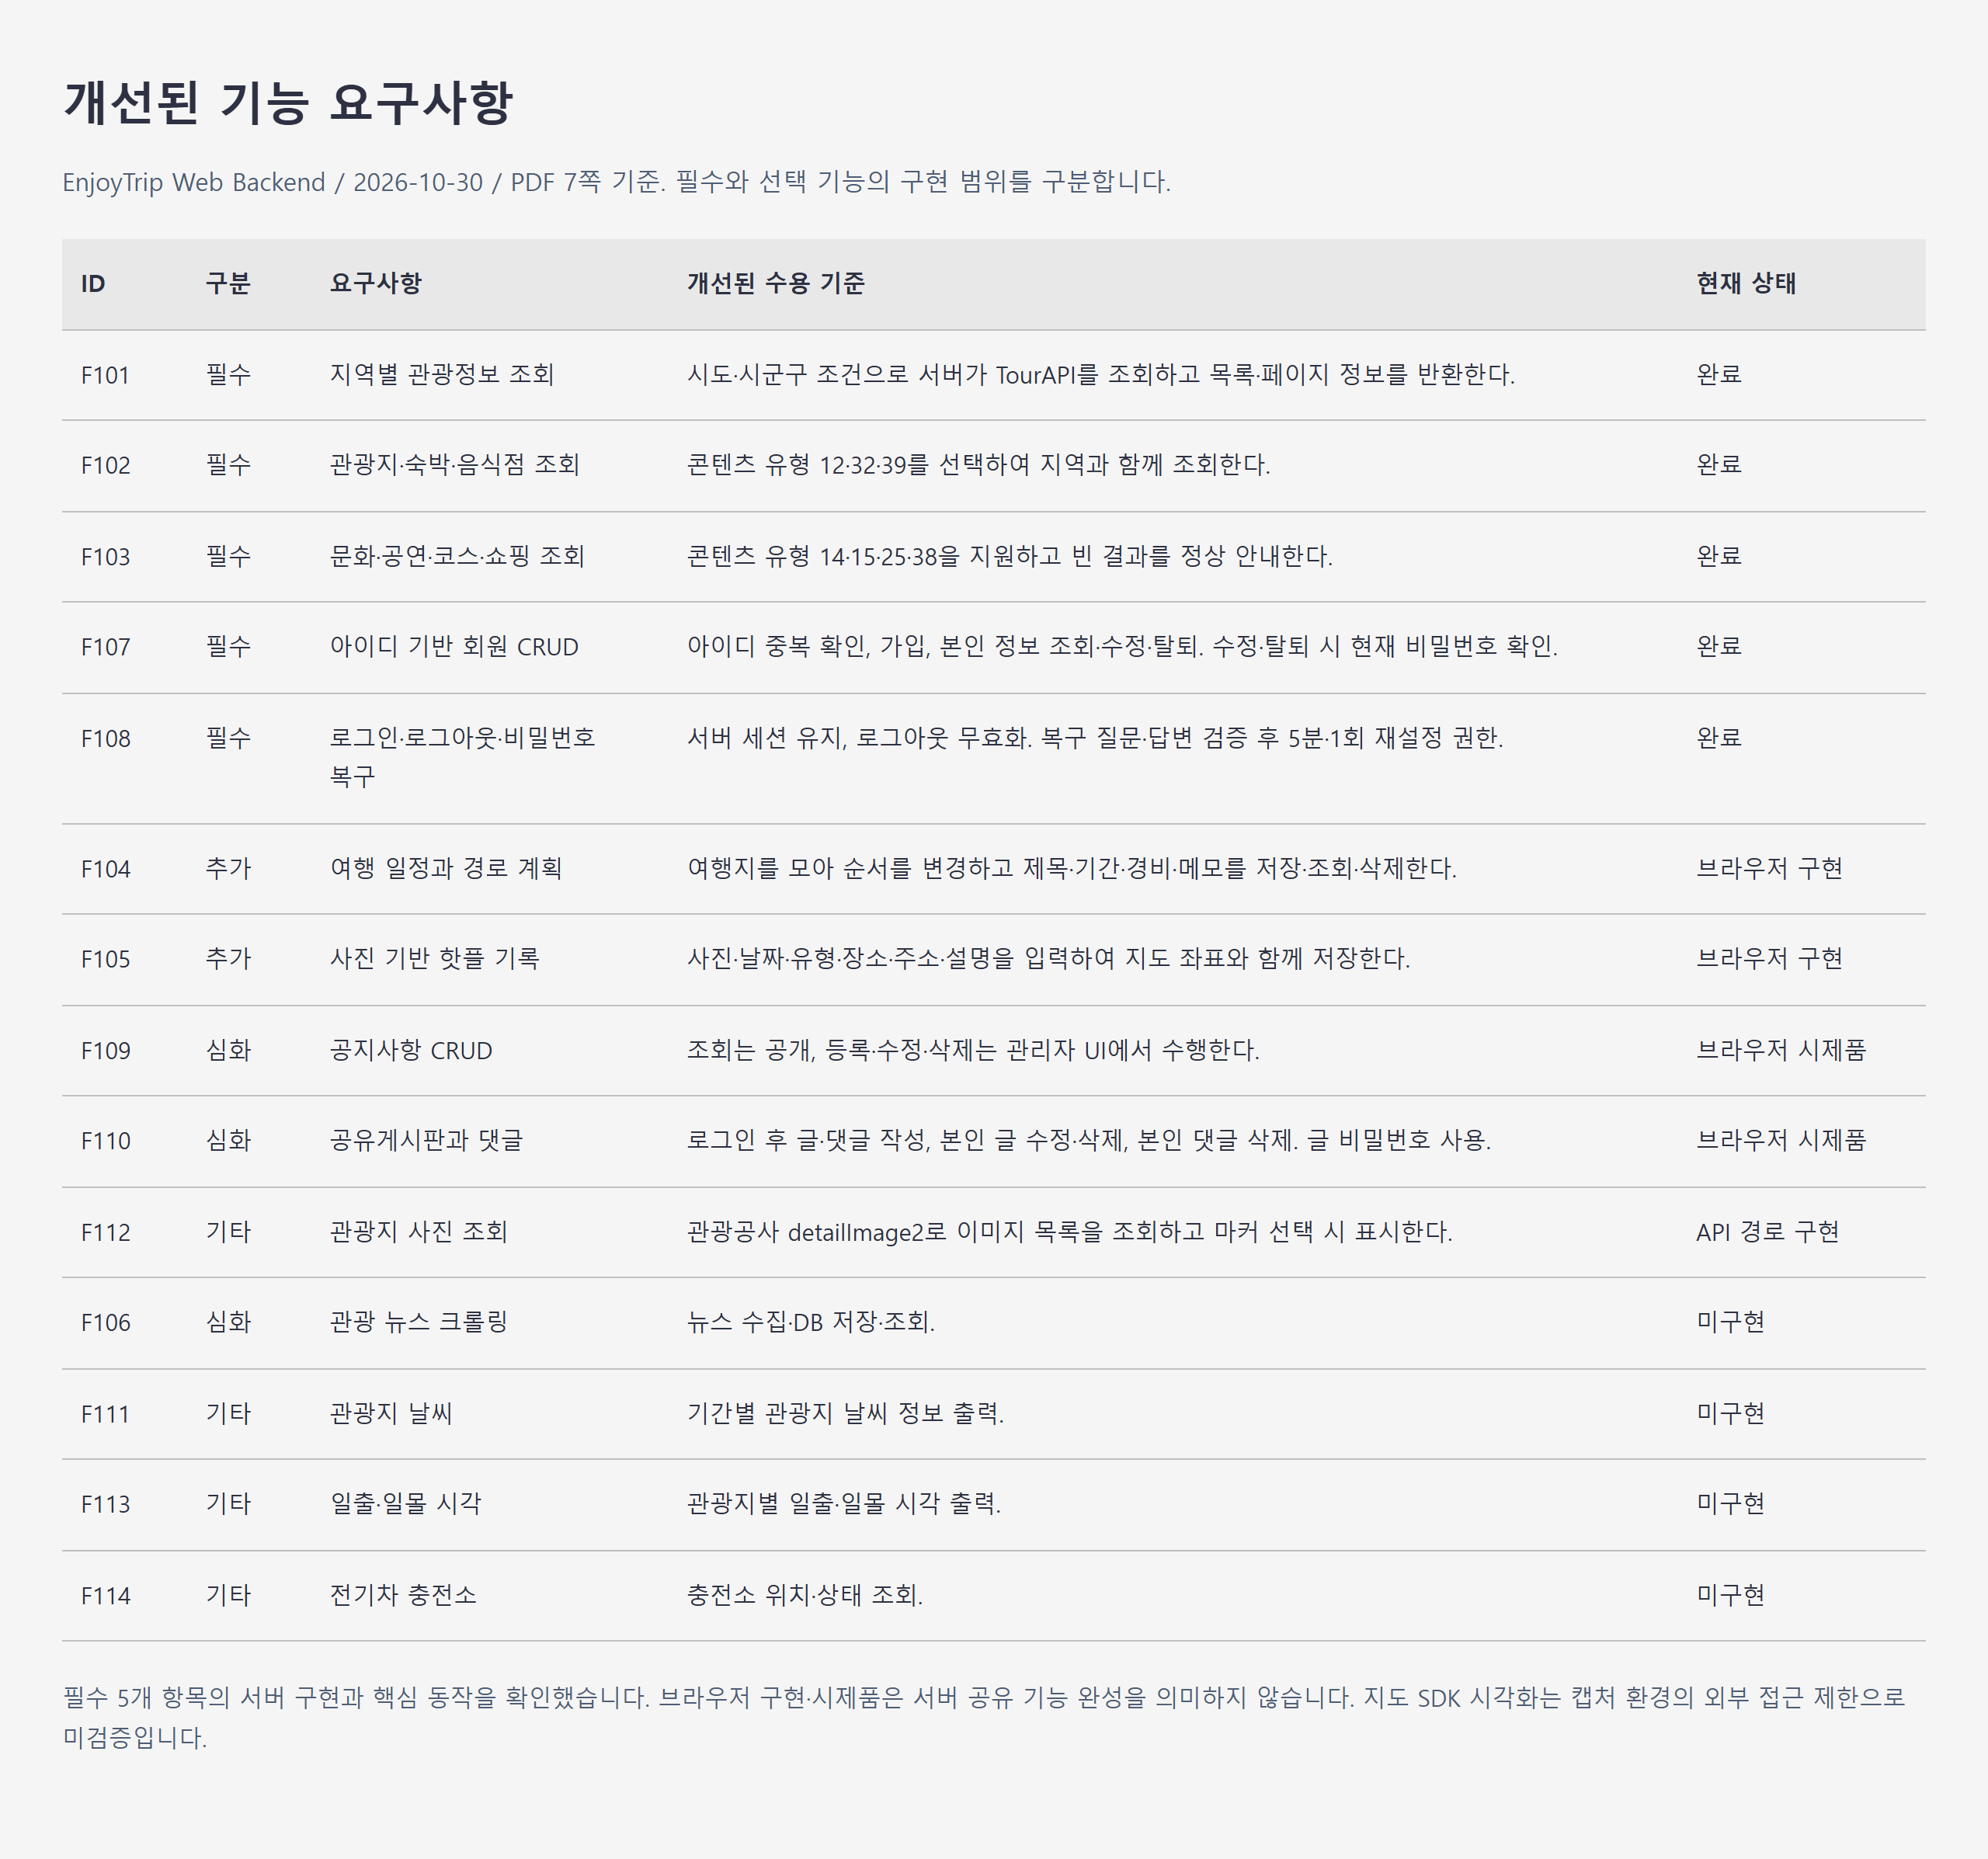 개선된 기능 요구사항
EnjoyTrip Web Backend / 2026-10-30 / PDF 7쪽 기준. 필수와 선택 기능의 구현 범위를 구분합니다.
ID 구분 요구사항 개선된 수용 기준 현재 상태
F101 필수 지역별 관광정보 조회 시도·시군구 조건으로 서버가 TourAPI를 조회하고 목록·페이지 정보를 반환한다. 완료
F102 필수 관광지·숙박·음식점 조회 콘텐츠 유형 12·32·39를 선택하여 지역과 함께 조회한다. 완료
F103 필수 문화·공연·코스·쇼핑 조회 콘텐츠 유형 14·15·25·38을 지원하고 빈 결과를 정상 안내한다. 완료
F107 필수 아이디 기반 회원 CRUD 아이디 중복 확인, 가입, 본인 정보 조회·수정·탈퇴. 수정·탈퇴 시 현재 비밀번호 확인. 완료
F108 필수 로그인·로그아웃·비밀번호 서버 세션 유지, 로그아웃 무효화. 복구 질문·답변 검증 후 5분·1회 재설정 권한. 완료
복구
F104 추가 여행 일정과 경로 계획 여행지를 모아 순서를 변경하고 제목·기간·경비·메모를 저장·조회·삭제한다. 브라우저 구현
F105 추가 사진 기반 핫플 기록 사진·날짜·유형·장소·주소·설명을 입력하여 지도 좌표와 함께 저장한다. 브라우저 구현
F109 심화 공지사항 CRUD 조회는 공개, 등록·수정·삭제는 관리자 UI에서 수행한다. 브라우저 시제품
F110 심화 공유게시판과 댓글 로그인 후 글·댓글 작성, 본인 글 수정·삭제, 본인 댓글 삭제. 글 비밀번호 사용. 브라우저 시제품
F112 기타 관광지 사진 조회 관광공사 detailImage2로 이미지 목록을 조회하고 마커 선택 시 표시한다. API 경로 구현
F106 심화 관광 뉴스 크롤링 뉴스 수집·DB 저장·조회. 미구현
F111 기타 관광지 날씨 기간별 관광지 날씨 정보 출력. 미구현
F113 기타 일출·일몰 시각 관광지별 일출·일몰 시각 출력. 미구현
F114 기타 전기차 충전소 충전소 위치·상태 조회. 미구현
필수 5개 항목의 서버 구현과 핵심 동작을 확인했습니다. 브라우저 구현·시제품은 서버 공유 기능 완성을 의미하지 않습니다. 지도 SDK 시각화는 캡처 환경의 외부 접근 제한으로
미검증입니다.